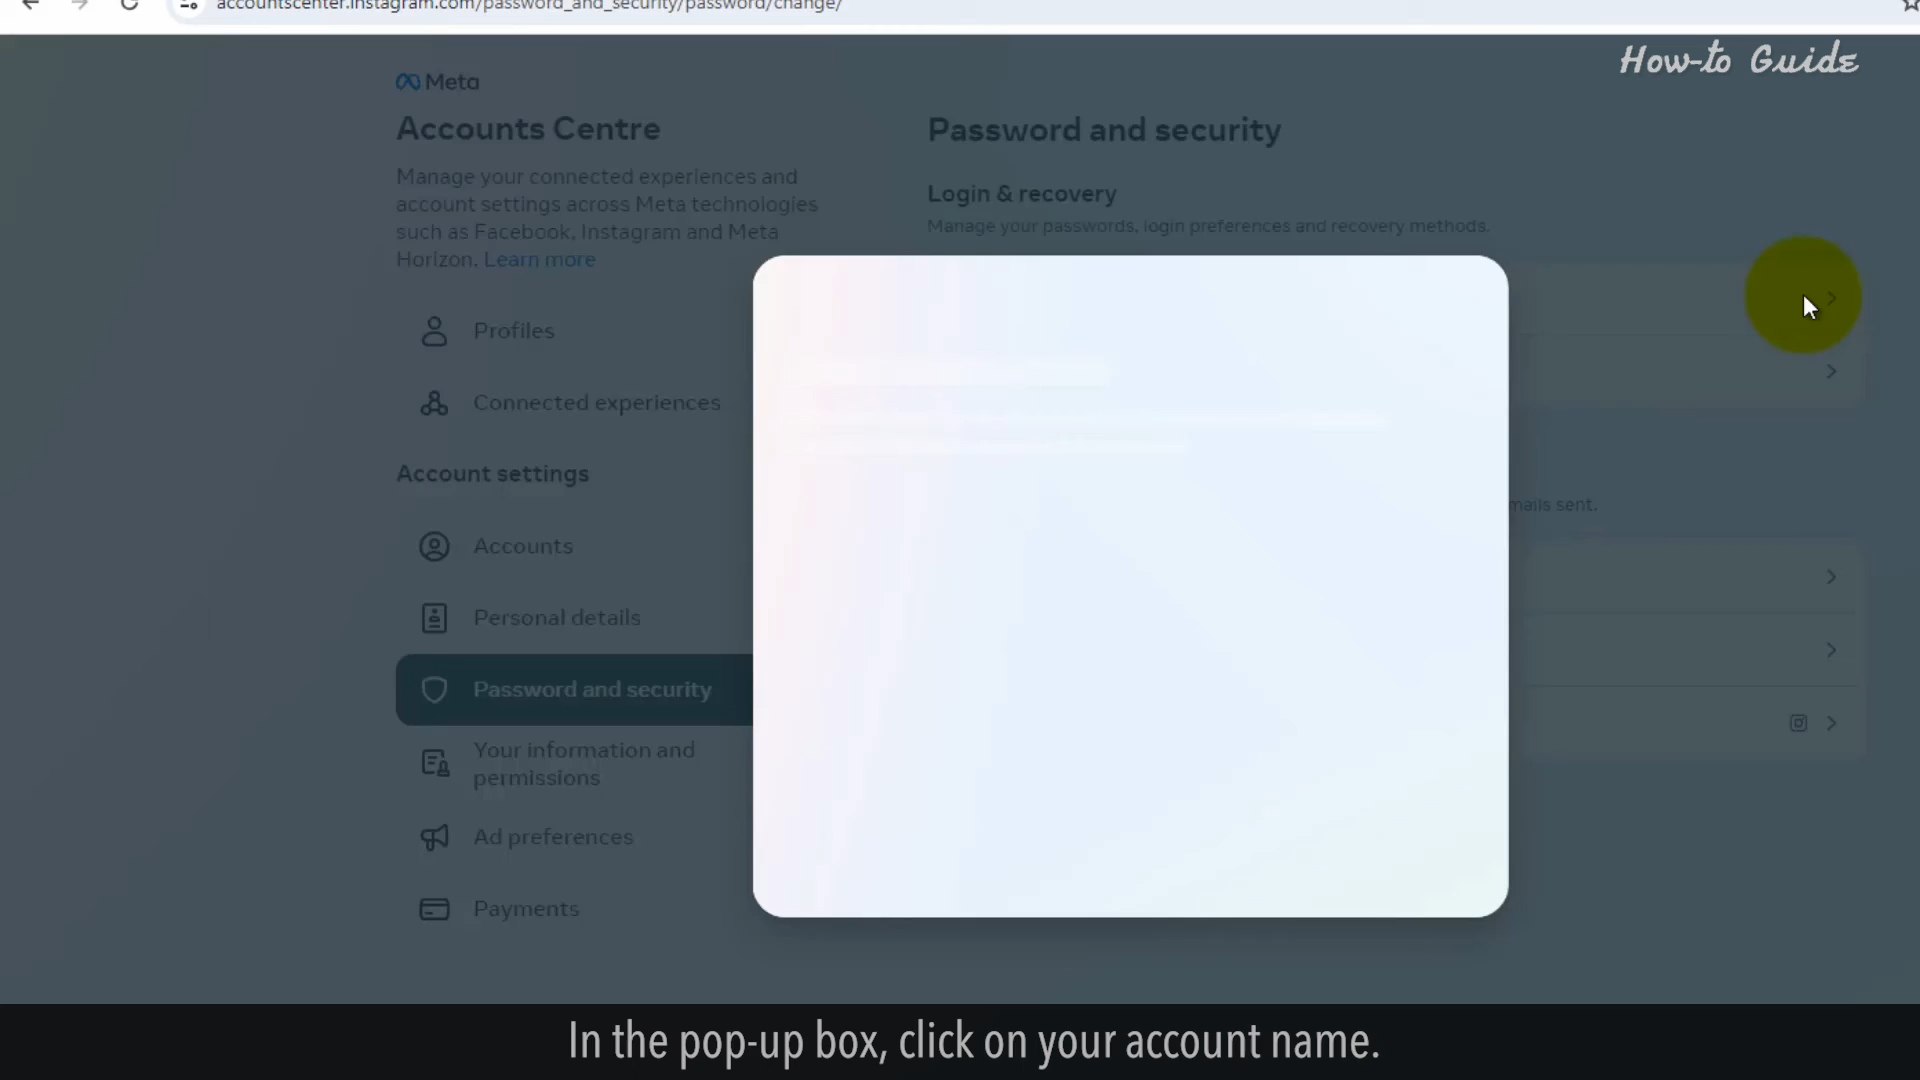 accountscenter.instagram.com/password_and_security/password/change/
How-to Guide
Meta
Accounts Centre
Manage your connected experiences and
account settings across Meta technologies
such as Facebook, Instagram and Meta
Horizon. Learn more
Profiles
Connected experiences
Account settings
Accounts
Personal details
Password and security
Your information and
permissions
Ad preferences
Payments
Password and security
Login & recovery
Manage your passwords, login preferences and recovery methods.
mails sent.
In the pop-up box, click on your account name.